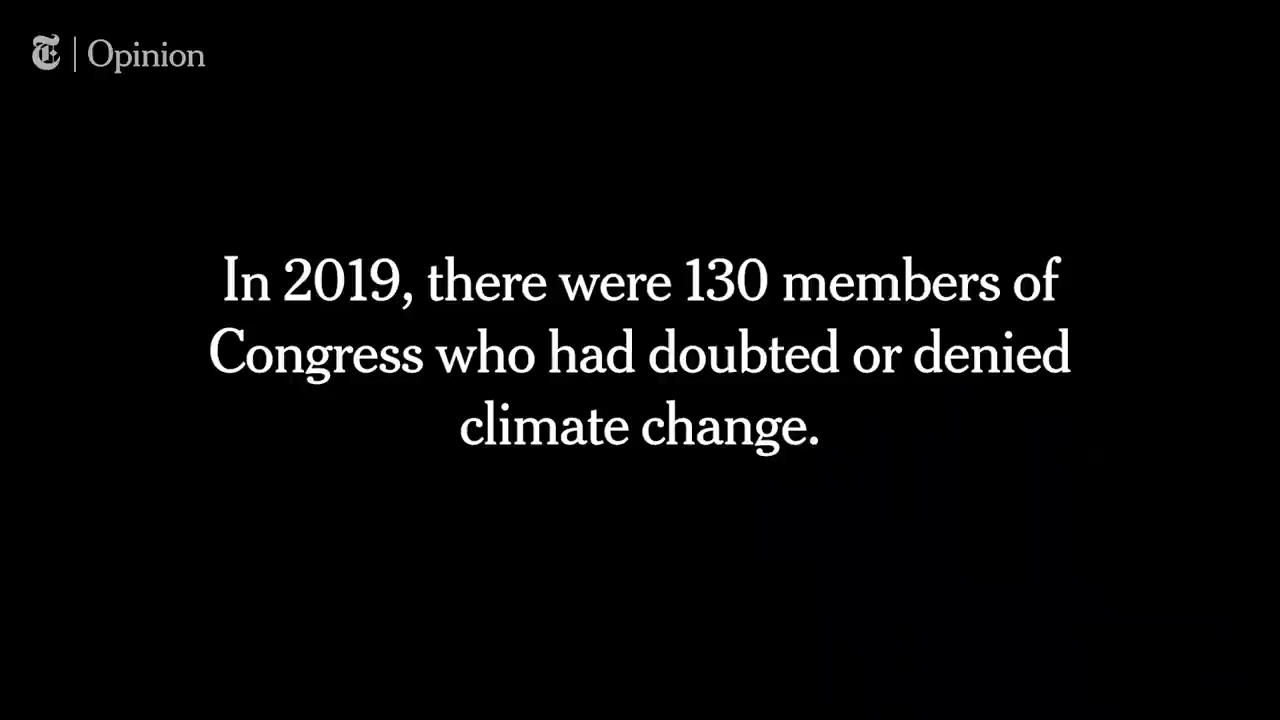 T | Opinion
In 2019, there were 130 members of
Congress who had doubted or denied
climate change.